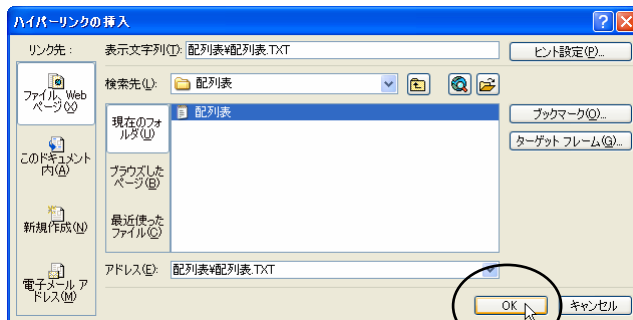 ハイパーリンクの挿入
リンク先:
表示文字列(T): 配列表¥配列表.TXT
ヒント設定(P)...
ファイル、Web
ページ(X)
検索先(L): 配列表
現在のフォ
ルダ(U)
配列表
ブックマーク(O)...
ターゲット フレーム(G)...
このドキュメント
内(A)
ブラウズした
ページ(B)
新規作成(N)
最近使った
ファイル(C)
電子メール ア
ドレス(M)
アドレス(E): 配列表¥配列表.TXT
OK
キャンセル